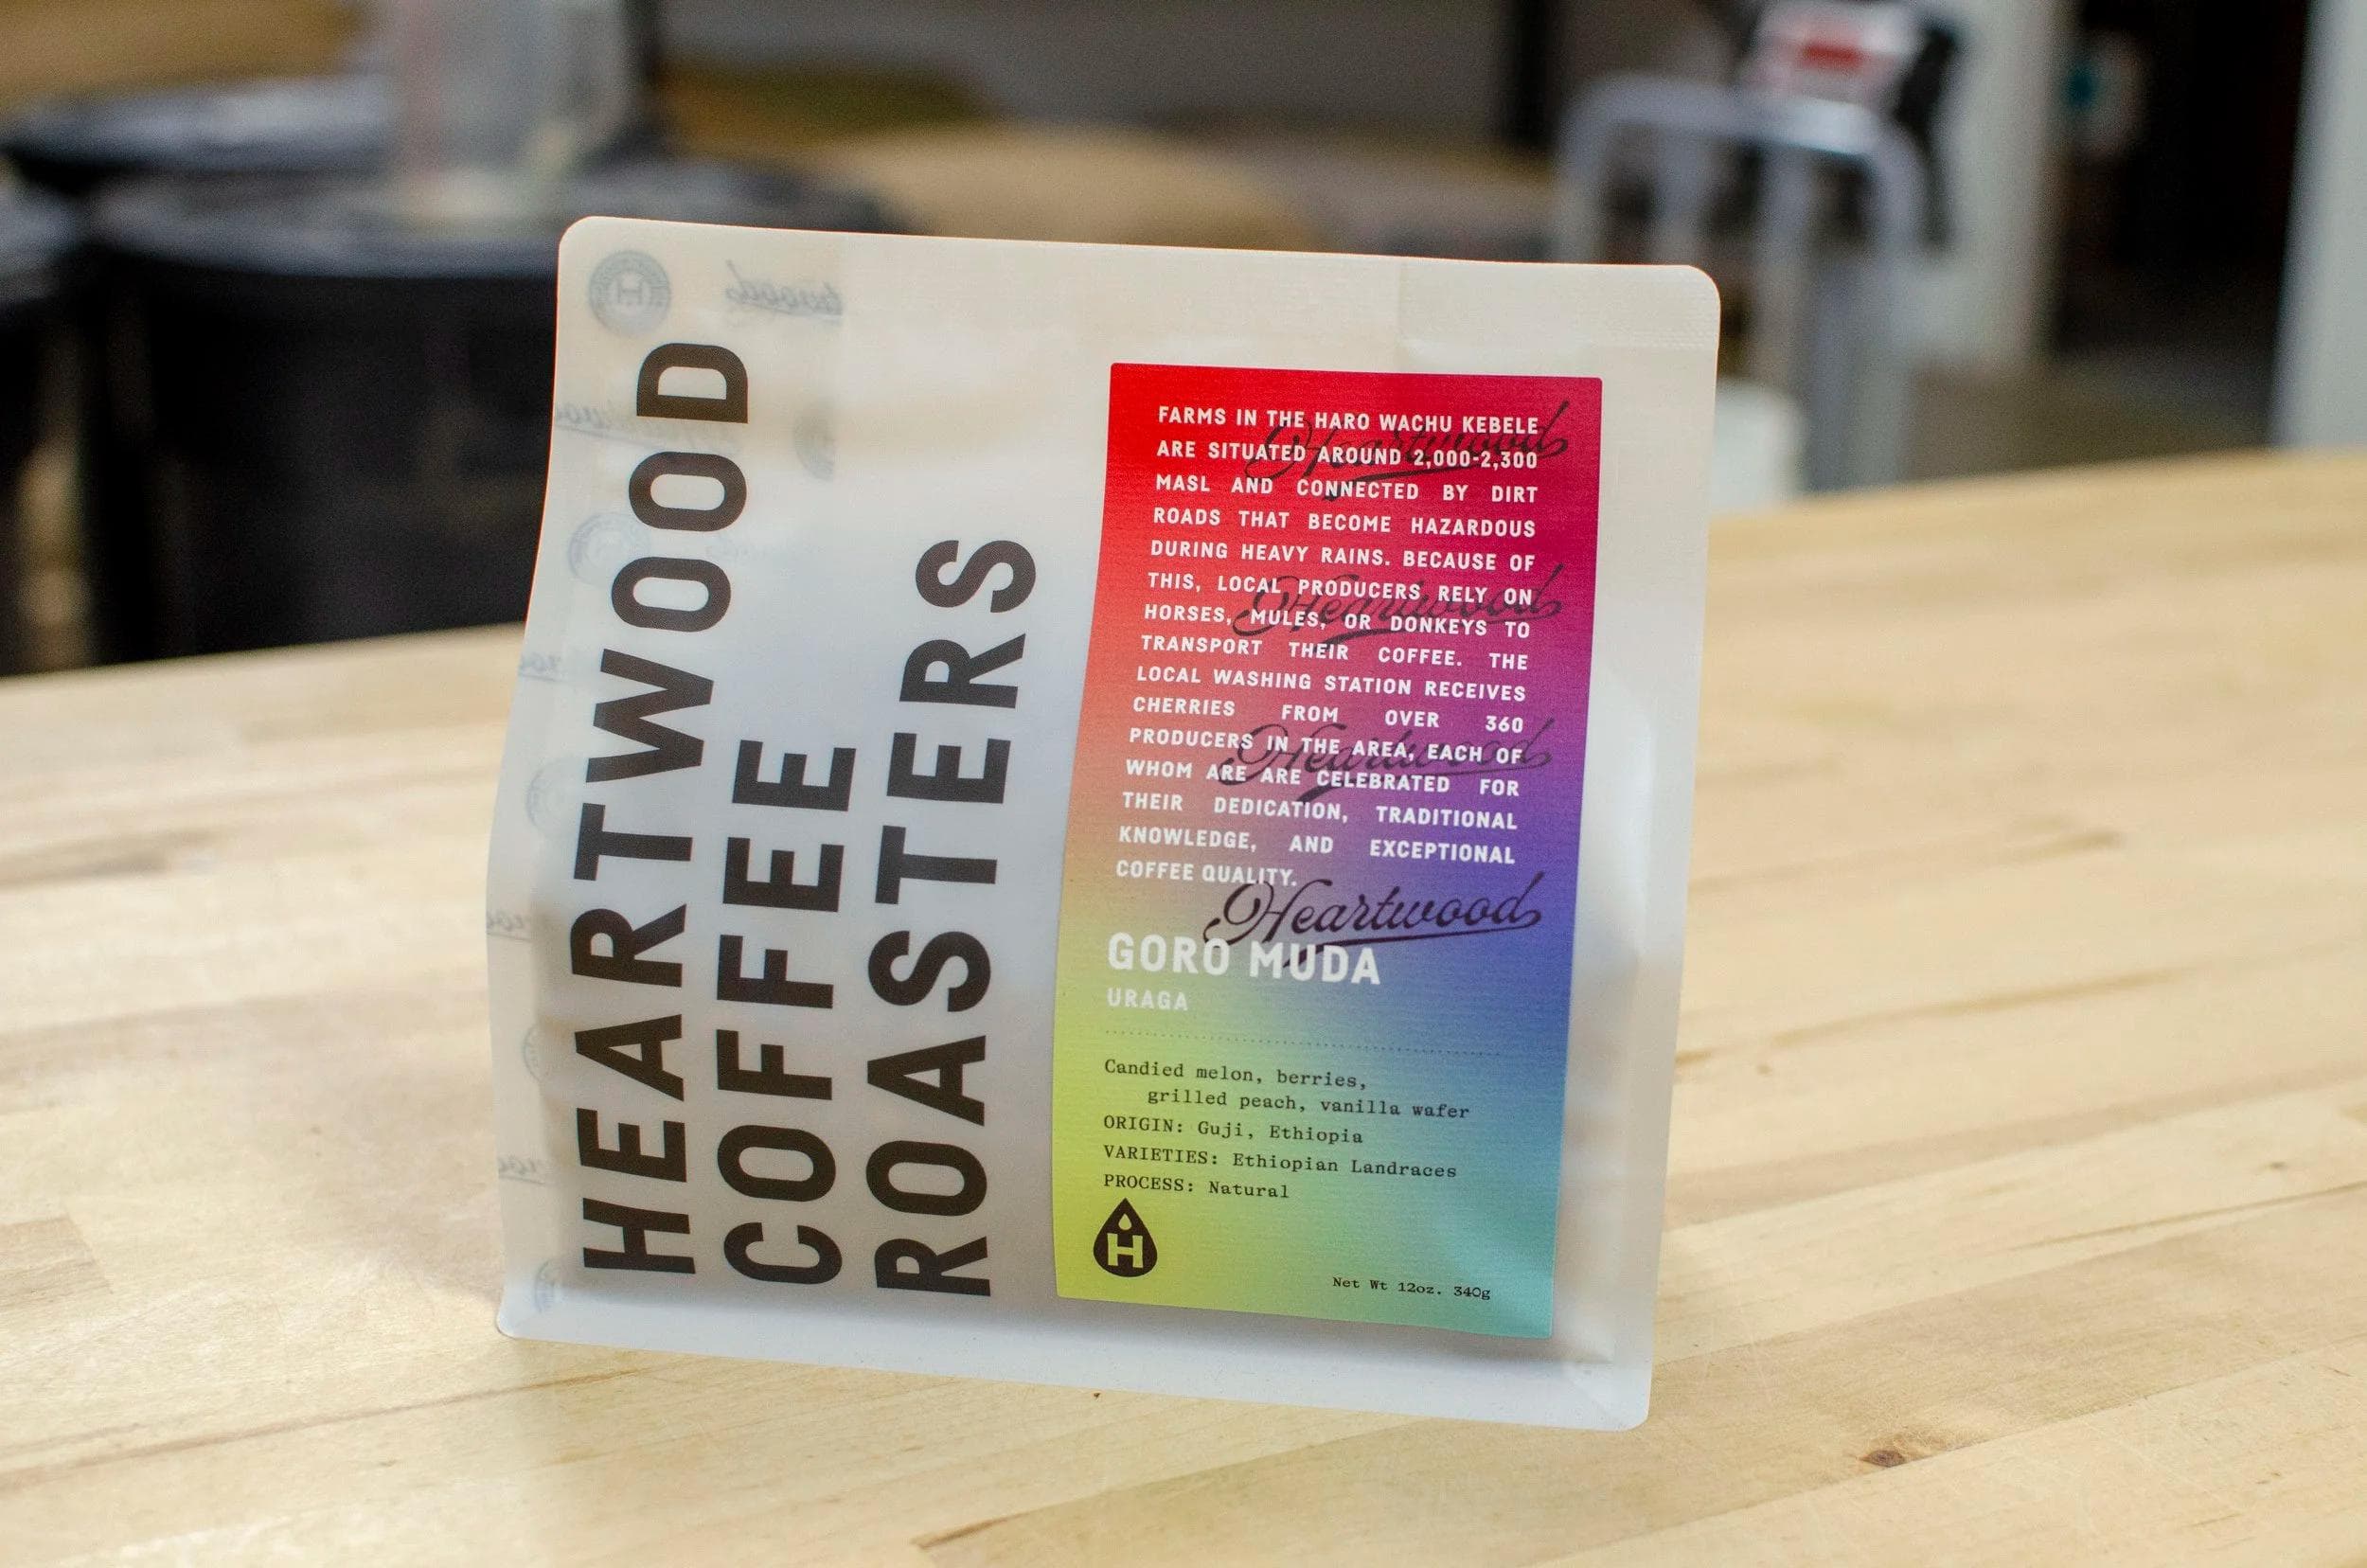 HEARTWOOD
COFFEE
ROASTERS
FARMS IN THE HARO WACHU KEBELE
ARE SITUATED AROUND 2,000-2,300
MASL AND CONNECTED BY DIRT
ROADS THAT BECOME HAZARDOUS
DURING HEAVY RAINS. BECAUSE OF
THIS, LOCAL PRODUCERS RELY ON
HORSES, MULES, OR DONKEYS TO
TRANSPORT THEIR COFFEE. THE
LOCAL WASHING STATION RECEIVES
CHERRIES FROM OVER 360
PRODUCERS IN THE AREA, EACH OF
WHOM ARE ARE CELEBRATED FOR
THEIR DEDICATION, TRADITIONAL
KNOWLEDGE, AND EXCEPTIONAL
COFFEE QUALITY.
Heartwood
Heartwood
Heartwood
Heartwood
GORO MUDA
URAGA
Candied melon, berries,
grilled peach, vanilla wafer
ORIGIN: Guji, Ethiopia
VARIETIES: Ethiopian Landraces
PROCESS: Natural
H
Net Wt 12oz. 340g